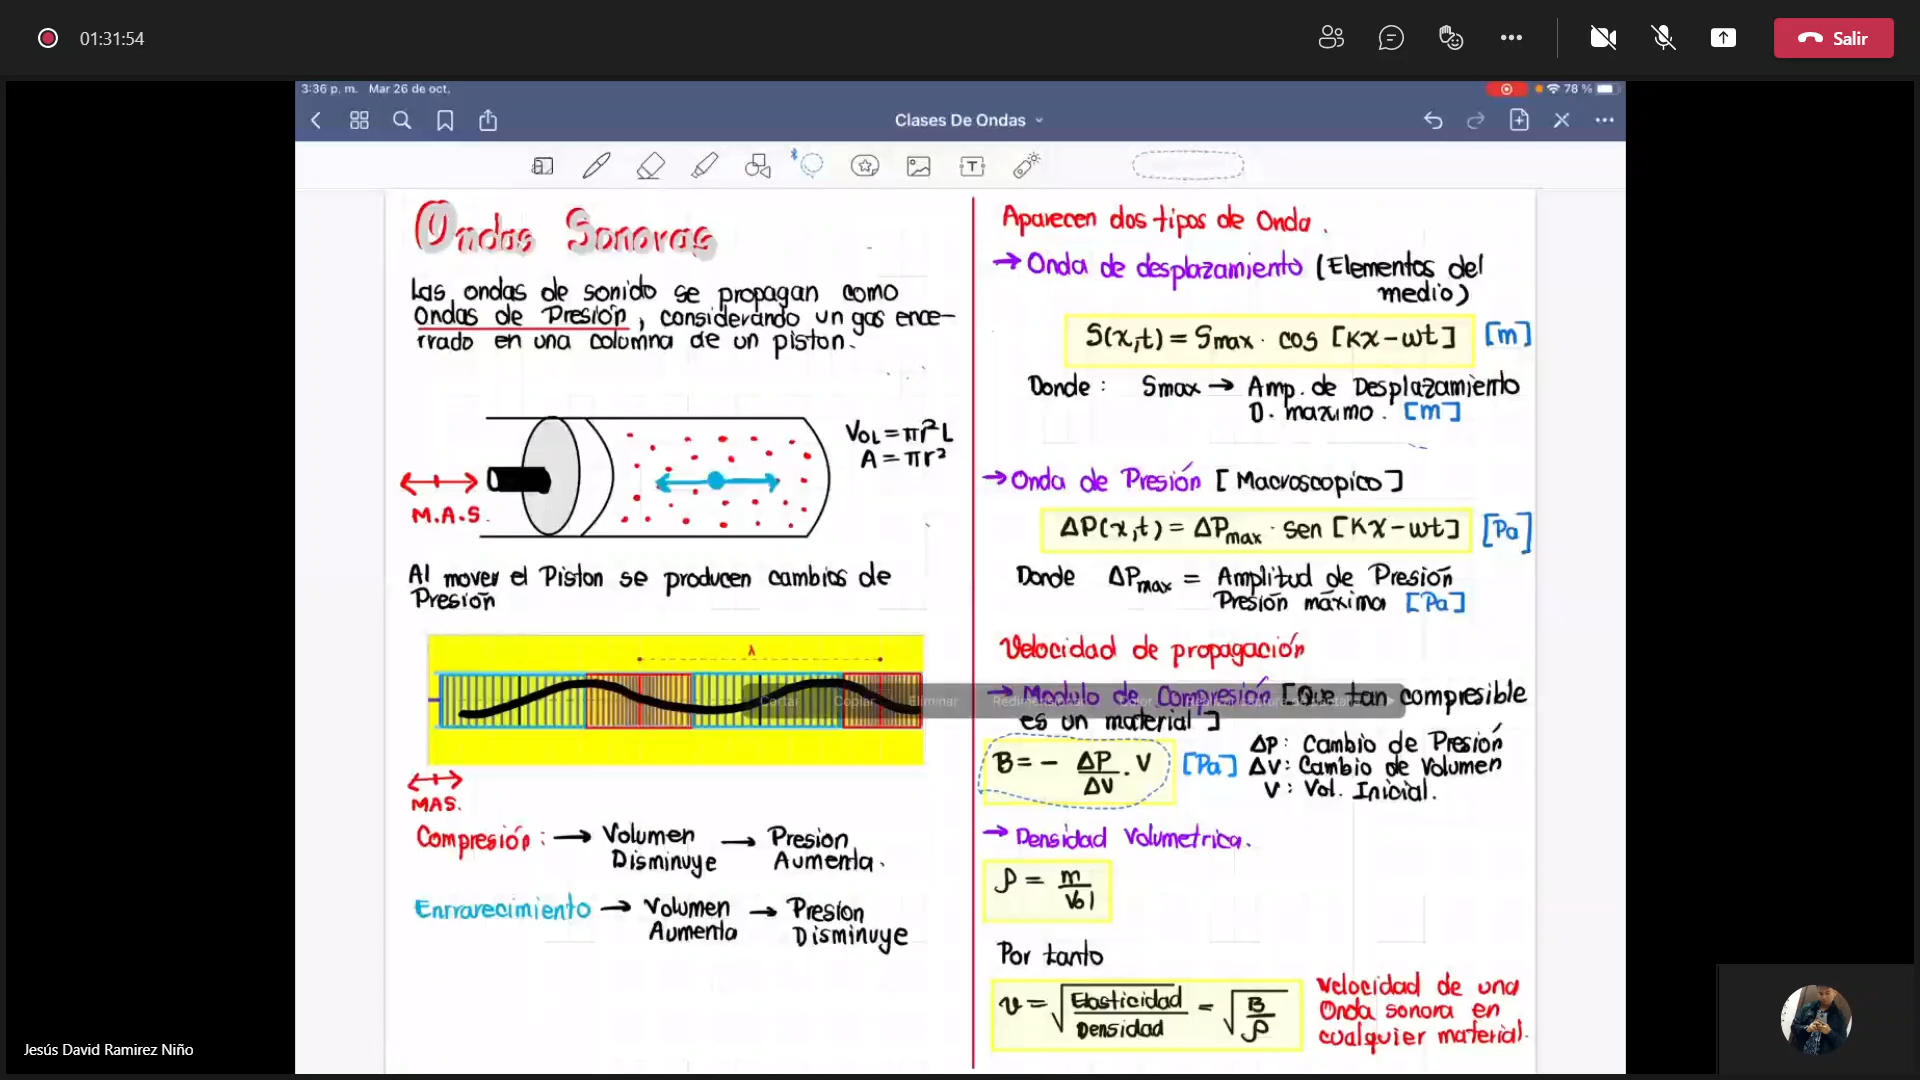 01:31:54
Salir
3:36 p. m. Mar 26 de oct.
78 %
Clases De Ondas
Ondas Sonoras
Las ondas de sonido se propagan como
Ondas de Presión, considerando un gas ence-
rrado en una columna de un piston.
VOL = πr²L
A = πr²
M.A.S.
Al mover el Piston se producen cambios de
Presión
λ
MAS.
Compresión: → Volumen Disminuye → Presion Aumenta.
Enrrarecimiento → Volumen Aumenta → Presion Disminuye
Aparecen dos tipos de Onda.
→ Onda de desplazamiento (Elementos del
medio)
S(x,t) = Smax · cos [Kx-wt] [m]
Donde: Smax → Amp. de Desplazamiento
D. maximo. [m]
→ Onda de Presión [Macroscopico]
ΔP(x,t) = ΔPmax · sen [Kx-wt] [Pa]
Donde ΔPmax = Amplitud de Presión
Presión máxima [Pa]
Velocidad de propagación
Cortar Copiar Eliminar
→ Modulo de Compresión [Que tan compresible
es un material]
B = - ΔP/ΔV . V [Pa]
ΔP: Cambio de Presión
ΔV: Cambio de Volumen
V: Vol. Inicial.
→ Densidad Volumetrica.
ρ = m/Vol
Por tanto
v = √Elasticidad/Densidad = √B/ρ
Velocidad de una
Onda sonora en
cualquier material.
Jesús David Ramirez Niño